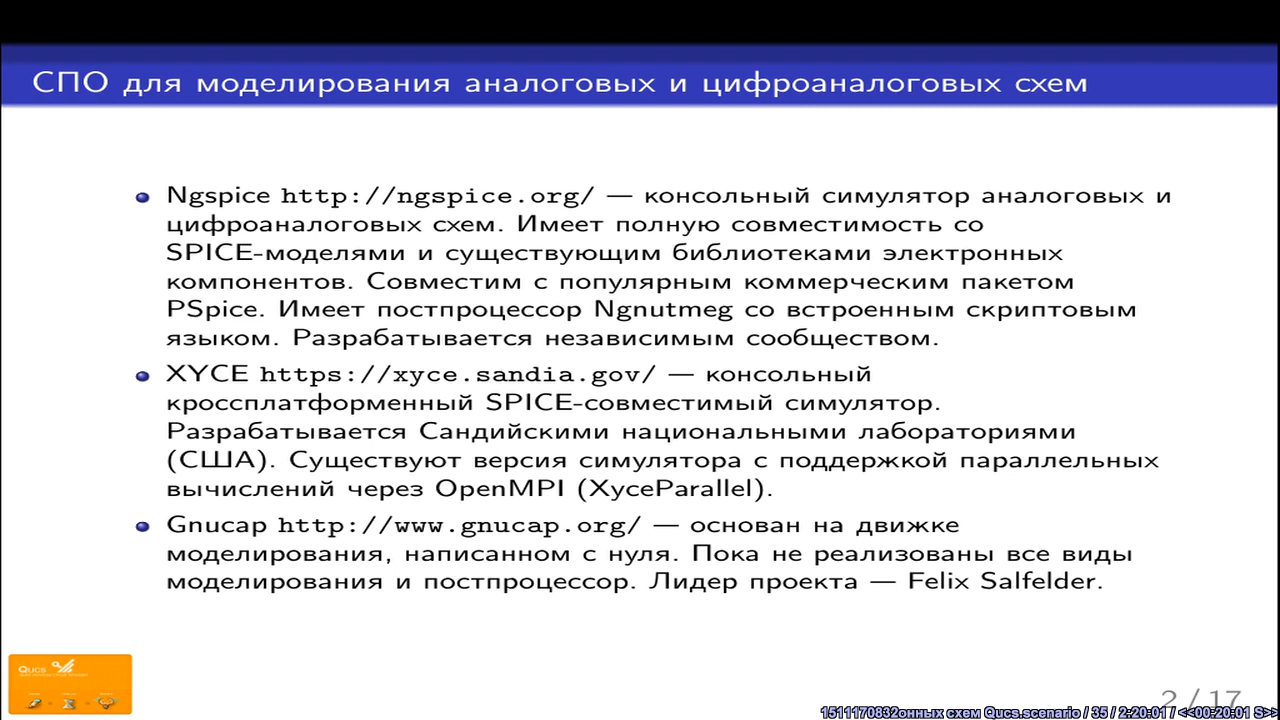 СПО для моделирования аналоговых и цифроаналоговых схем
Ngspice http://ngspice.org/ — консольный симулятор аналоговых и
цифроаналоговых схем. Имеет полную совместимость со
SPICE-моделями и существующим библиотеками электронных
компонентов. Совместим с популярным коммерческим пакетом
PSpice. Имеет постпроцессор Ngnutmeg со встроенным скриптовым
языком. Разрабатывается независимым сообществом.
XYCE https://xyce.sandia.gov/ — консольный
кроссплатформенный SPICE-совместимый симулятор.
Разрабатывается Сандийскими национальными лабораториями
(США). Существуют версия симулятора с поддержкой параллельных
вычислений через OpenMPI (XyceParallel).
Gnucap http://www.gnucap.org/ — основан на движке
моделирования, написанном с нуля. Пока не реализованы все виды
моделирования и постпроцессор. Лидер проекта — Felix Salfelder.
Qucs
2 / 17
1511170832онных схем Qucs.scenario / 35 / 2:20:01 / <<00:20:01 S>>